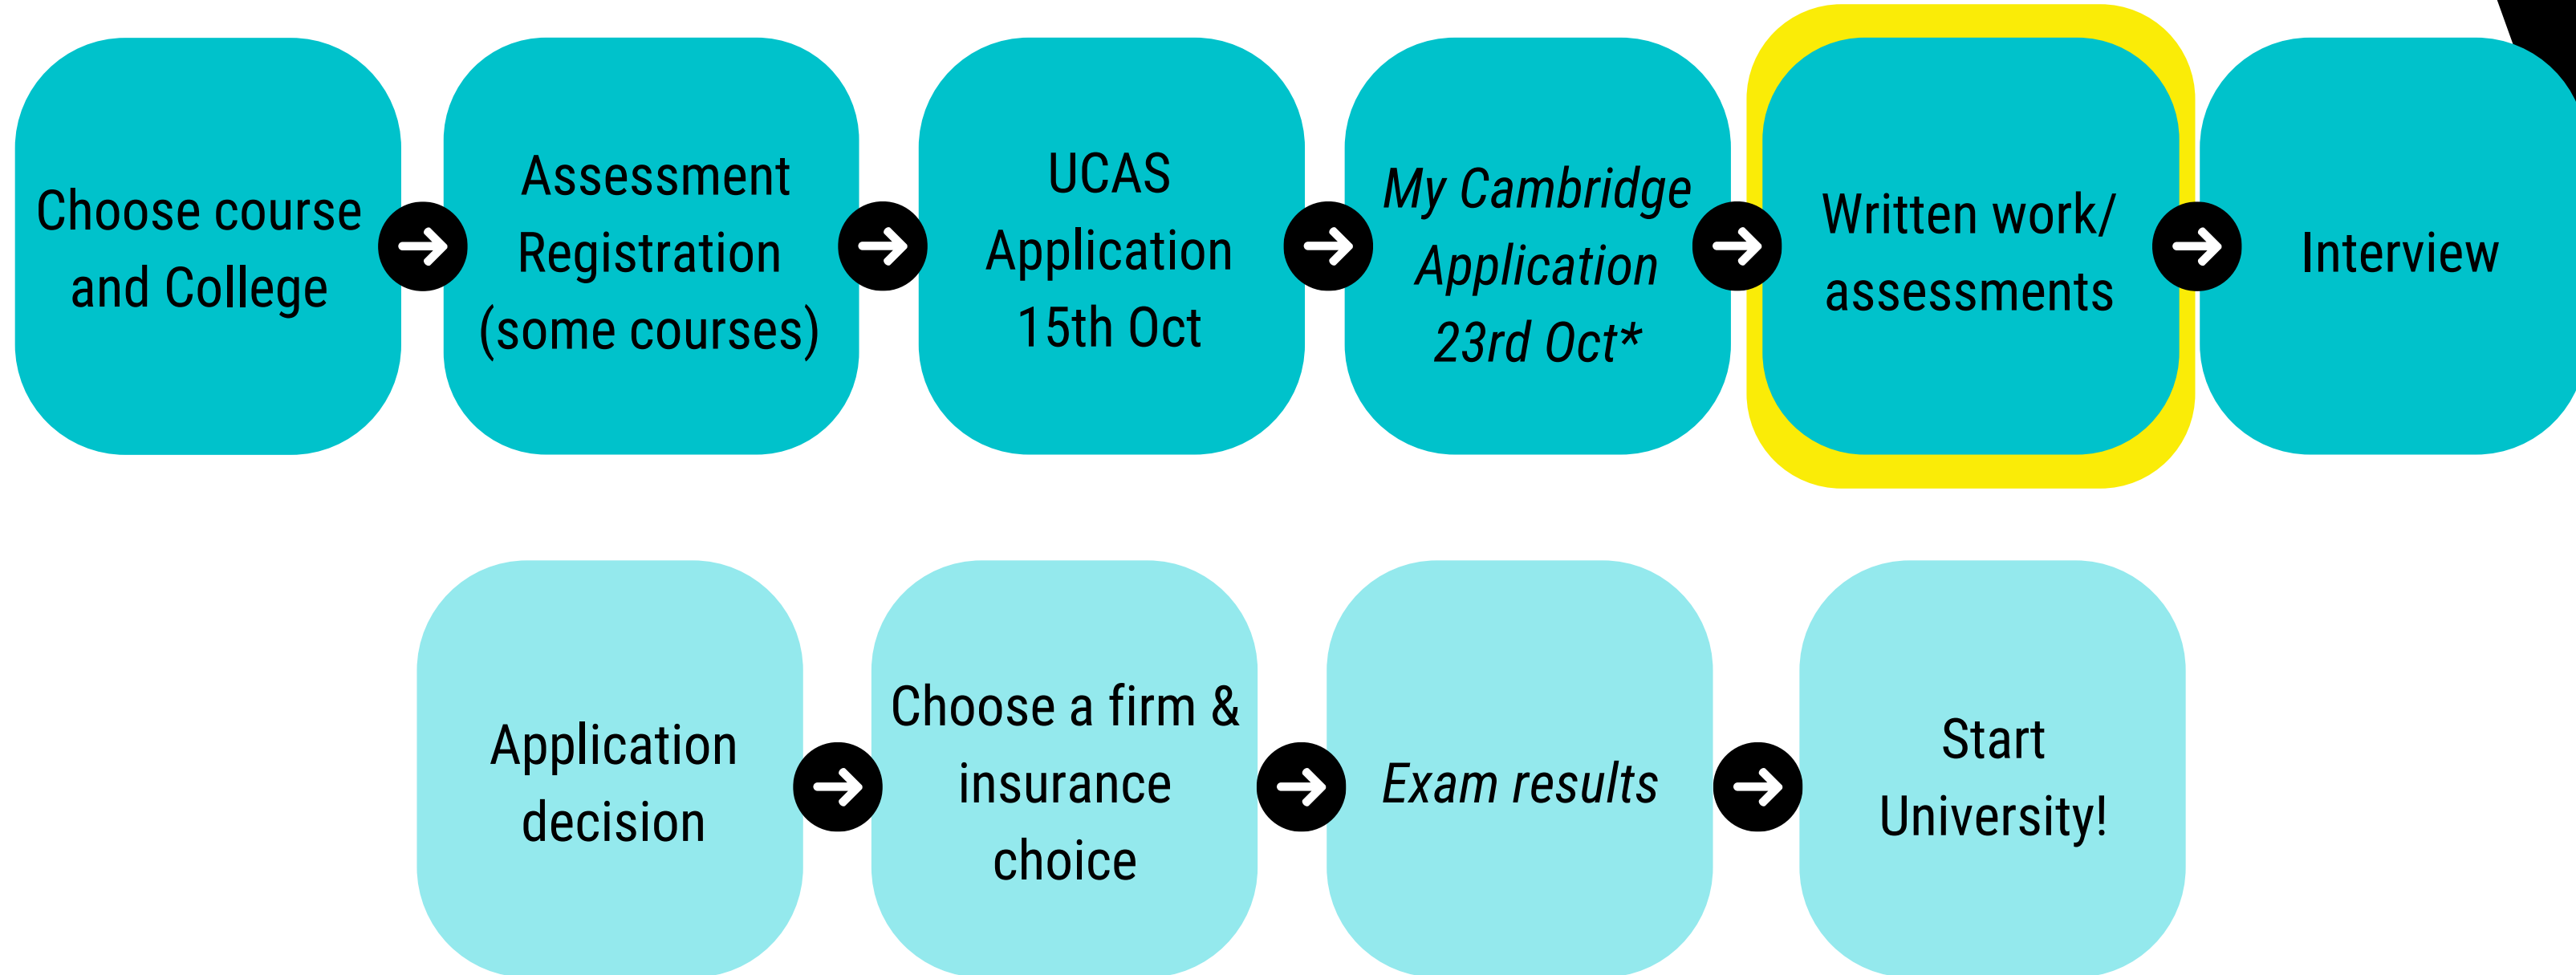 Choose course
and College
Assessment
Registration
(some courses)
UCAS
Application
15th Oct
My Cambridge
Application
23rd Oct*
Written work/
assessments
Interview
Application
decision
Choose a firm &
insurance
choice
Exam results
Start
University!